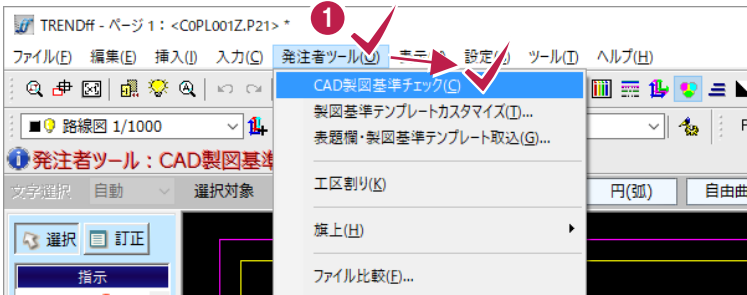 TRENDff - ページ 1 : <C0PL001Z.P21> *
1
ファイル(F) 編集(E) 挿入(I) 入力(C) 発注者ツール(U) 表示 設定 ツール(T) ヘルプ(H)
CAD製図基準チェック(C)
製図基準テンプレートカスタマイズ(T)...
路線図 1/1000
表題欄・製図基準テンプレート取込(G)...
発注者ツール : CAD製図基準
工区割り(K)
文字選択 自動 選択対象
円(弧) 自由曲
旗上(H)
選択 訂正
指示
ファイル比較(F)...